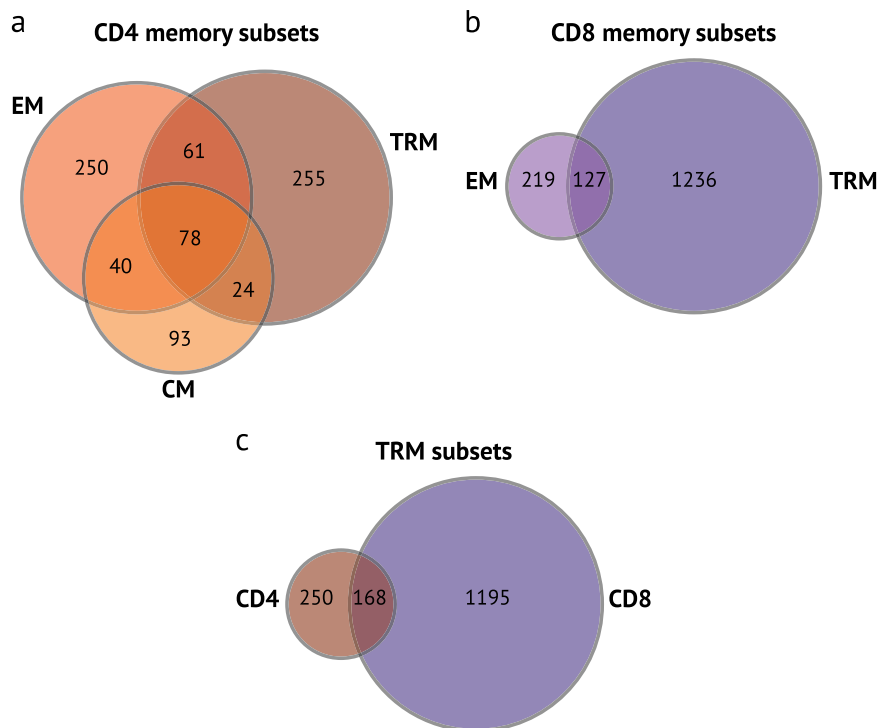 a
CD4 memory subsets
EM
TRM
250
61
255
78
40
24
93
CM
b
CD8 memory subsets
EM
219
127
1236
TRM
c
TRM subsets
CD4
250
168
1195
CD8